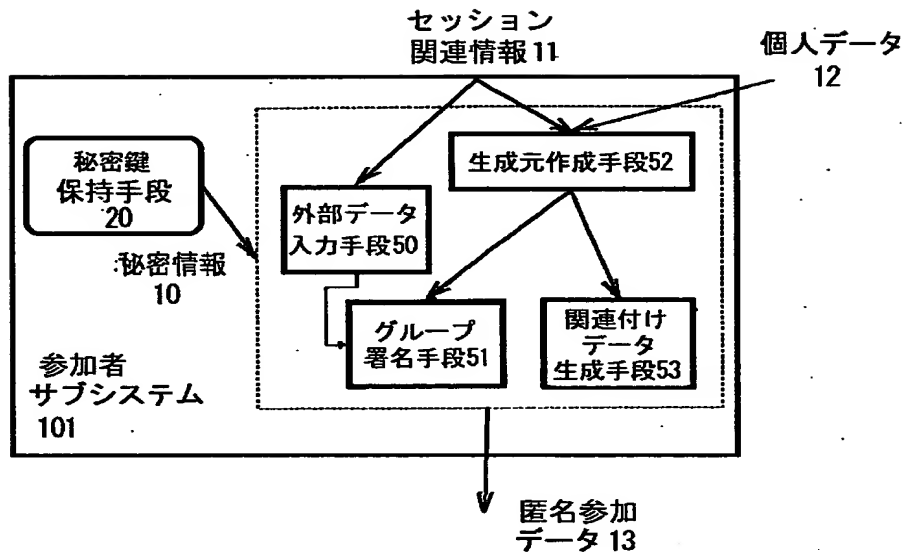 セッション
関連情報11
個人データ
12
秘密鍵
保持手段
20
生成元作成手段52
外部データ
入力手段50
秘密情報
10
グループ
署名手段51
関連付け
データ
生成手段53
参加者
サブシステム
101
匿名参加
データ13